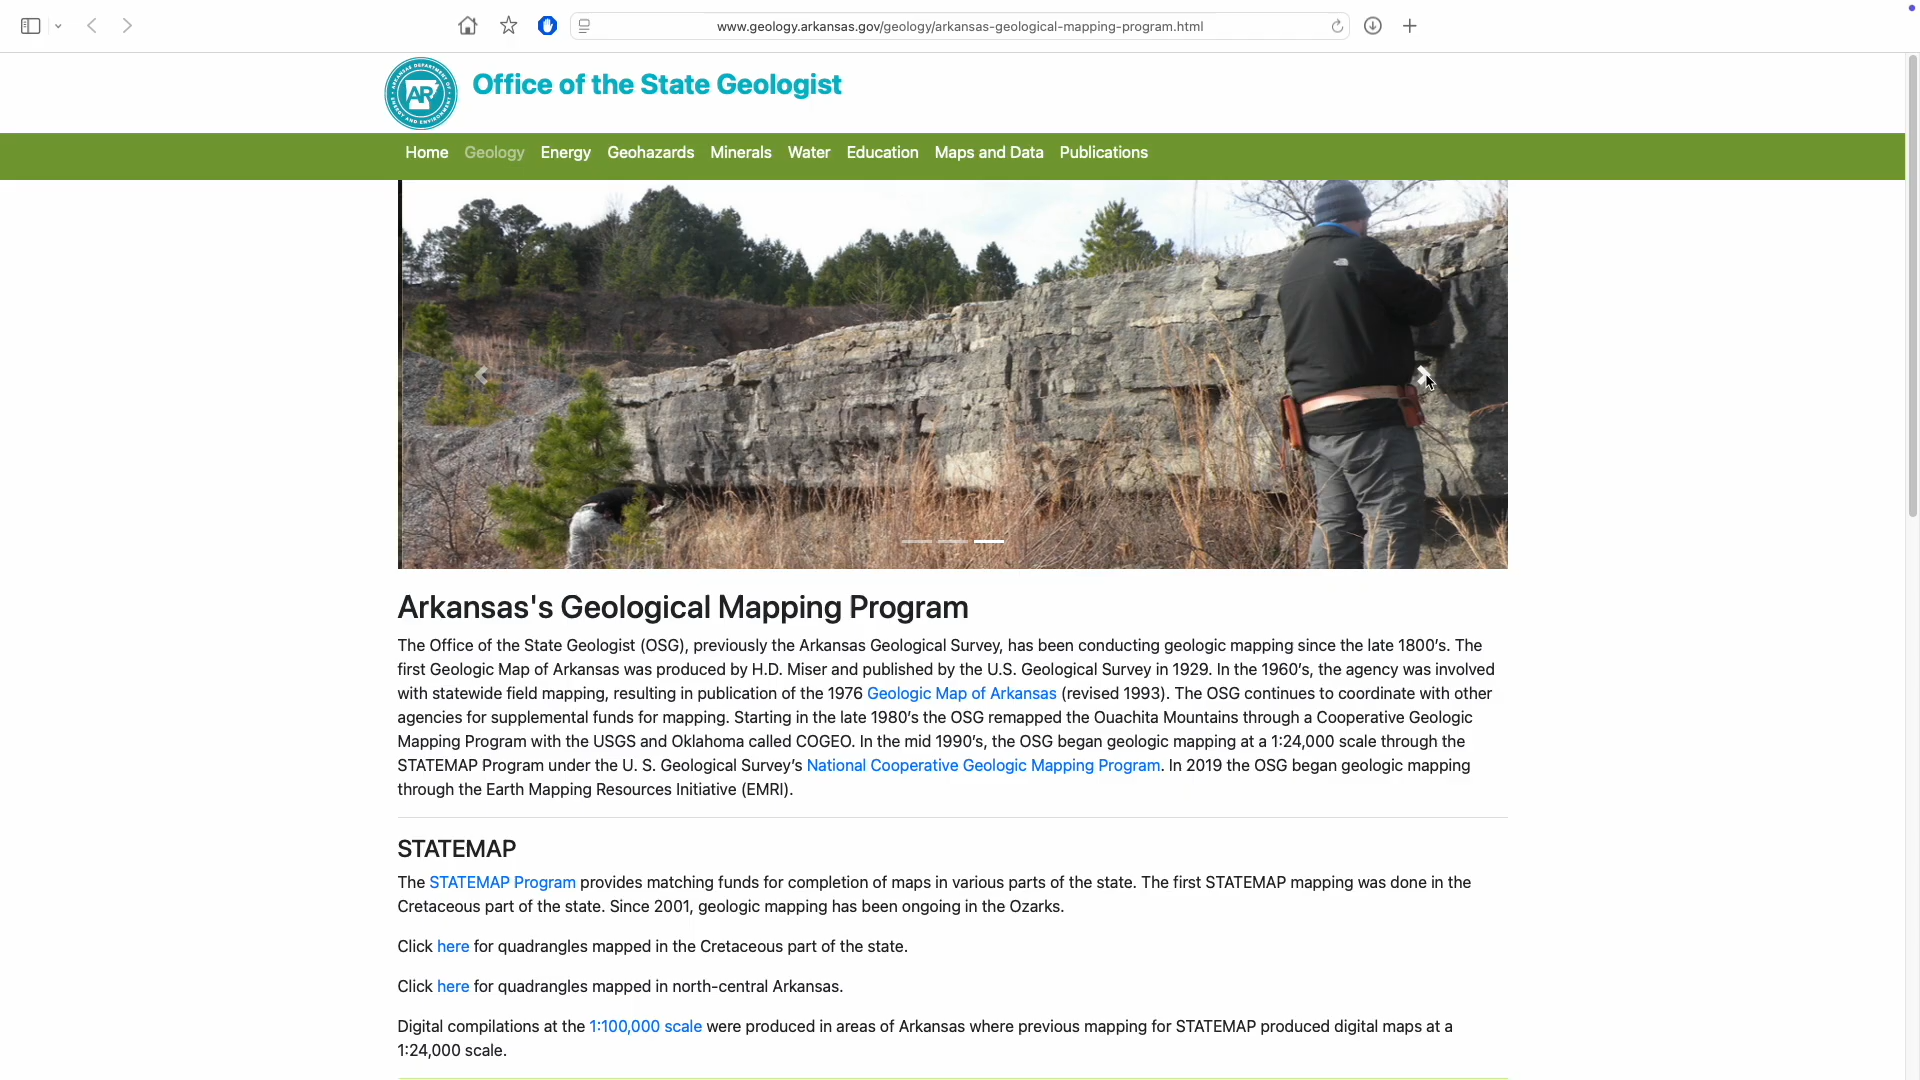 www.geology.arkansas.gov/geology/arkansas-geological-mapping-program.html
ARKANSAS DEPARTMENT OF
AR
ENERGY AND ENVIRONMENT
Office of the State Geologist
Home Geology Energy Geohazards Minerals Water Education Maps and Data Publications
Arkansas's Geological Mapping Program
The Office of the State Geologist (OSG), previously the Arkansas Geological Survey, has been conducting geologic mapping since the late 1800’s. The
first Geologic Map of Arkansas was produced by H.D. Miser and published by the U.S. Geological Survey in 1929. In the 1960’s, the agency was involved
with statewide field mapping, resulting in publication of the 1976 Geologic Map of Arkansas (revised 1993). The OSG continues to coordinate with other
agencies for supplemental funds for mapping. Starting in the late 1980’s the OSG remapped the Ouachita Mountains through a Cooperative Geologic
Mapping Program with the USGS and Oklahoma called COGEO. In the mid 1990’s, the OSG began geologic mapping at a 1:24,000 scale through the
STATEMAP Program under the U. S. Geological Survey’s National Cooperative Geologic Mapping Program. In 2019 the OSG began geologic mapping
through the Earth Mapping Resources Initiative (EMRI).
STATEMAP
The STATEMAP Program provides matching funds for completion of maps in various parts of the state. The first STATEMAP mapping was done in the
Cretaceous part of the state. Since 2001, geologic mapping has been ongoing in the Ozarks.
Click here for quadrangles mapped in the Cretaceous part of the state.
Click here for quadrangles mapped in north-central Arkansas.
Digital compilations at the 1:100,000 scale were produced in areas of Arkansas where previous mapping for STATEMAP produced digital maps at a
1:24,000 scale.